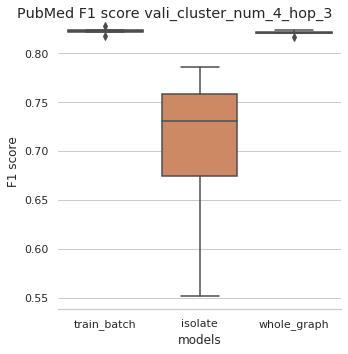 PubMed F1 score vali_cluster_num_4_hop_3
0.80
0.75
0.70
0.65
0.60
0.55
F1 score
train_batch isolate whole_graph
models